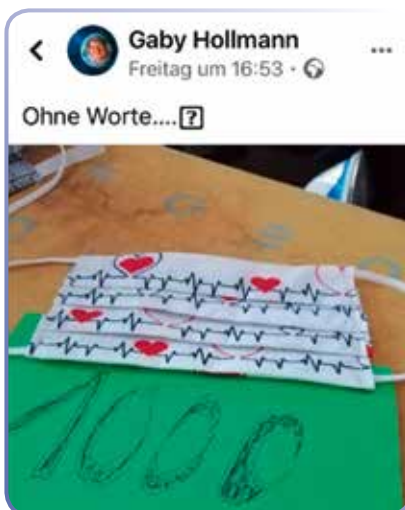 Gaby Hollmann
Freitag um 16:53 ·
Ohne Worte....?
1000